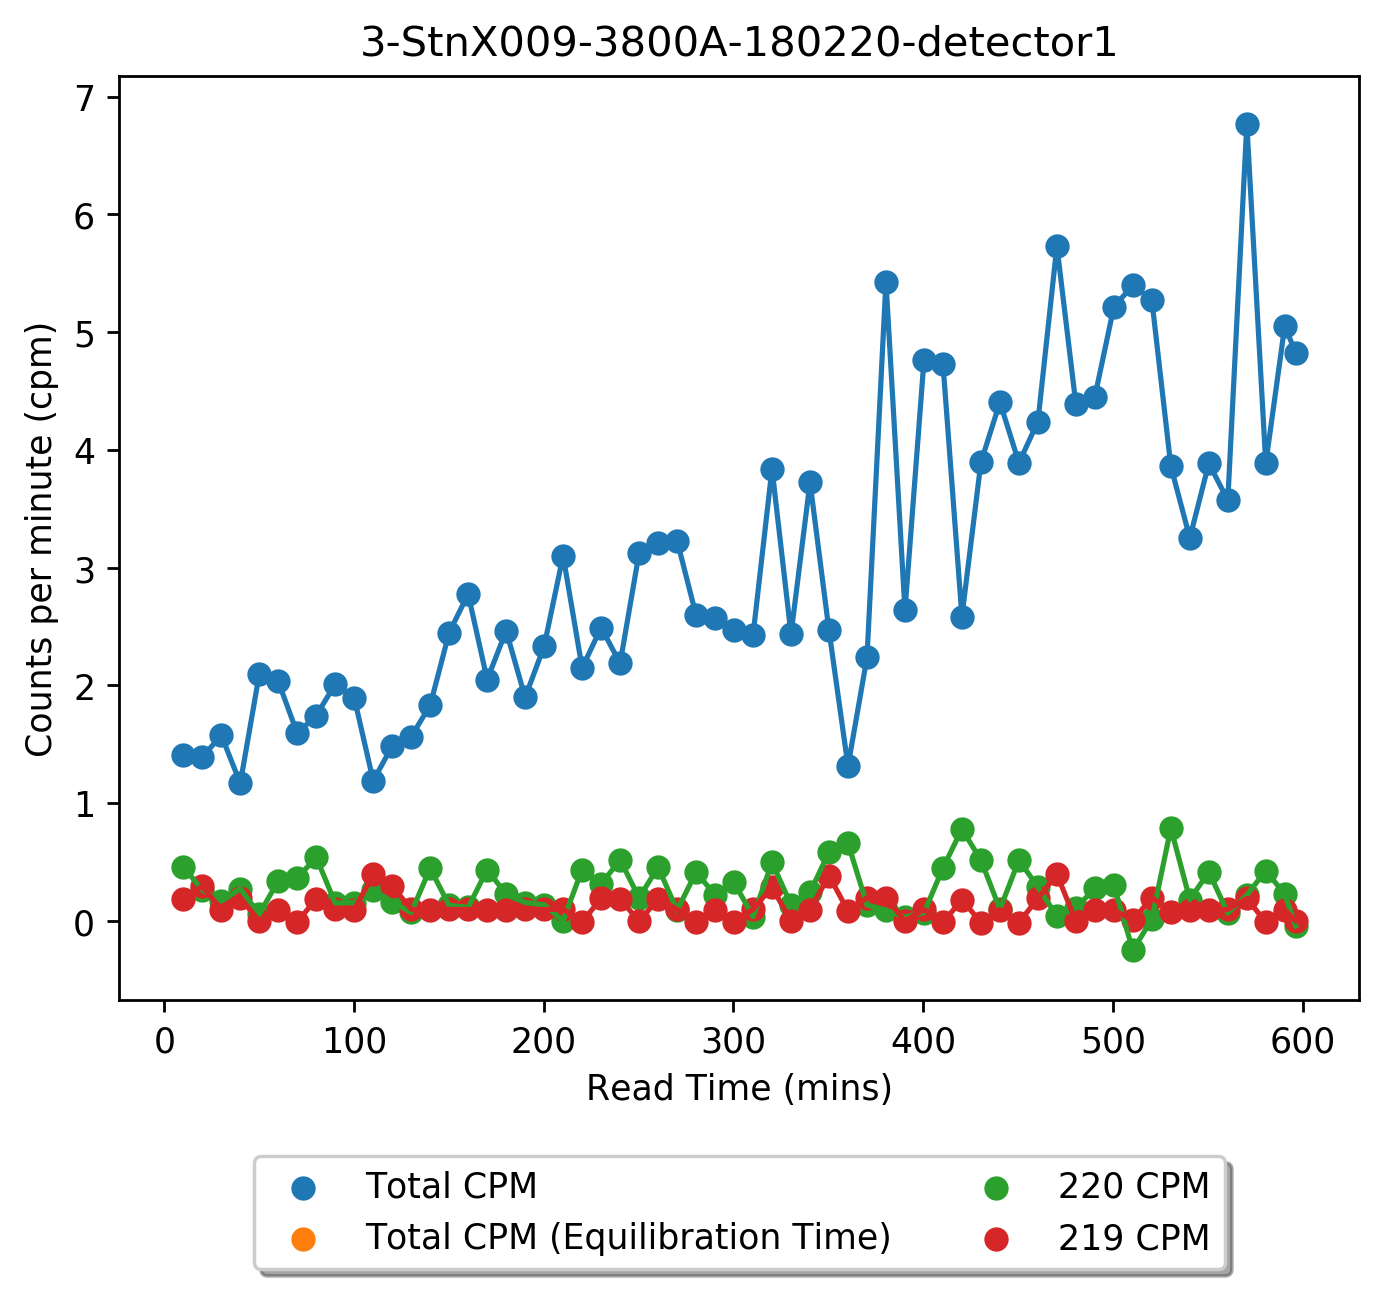 3-StnX009-3800A-180220-detector1
7
6
5
4
3
2
1
0
Counts per minute (cpm)
0 100 200 300 400 500 600
Read Time (mins)
Total CPM
Total CPM (Equilibration Time)
220 CPM
219 CPM